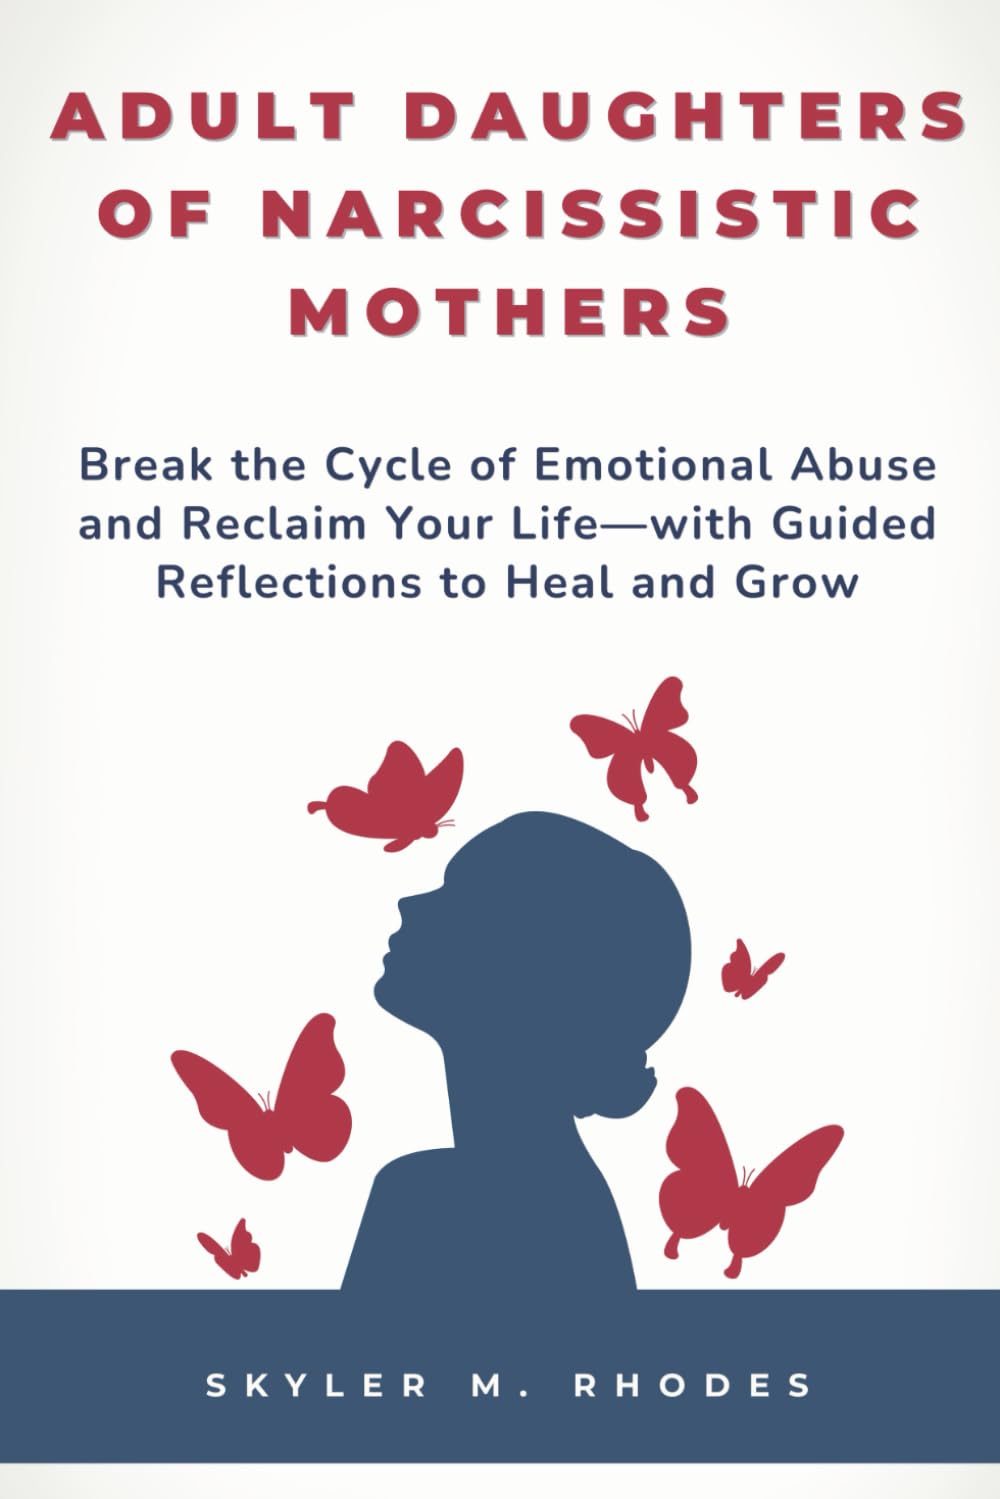 ADULT DAUGHTERS
OF NARCISSISTIC
MOTHERS
Break the Cycle of Emotional Abuse
and Reclaim Your Life—with Guided
Reflections to Heal and Grow
SKYLER M. RHODES